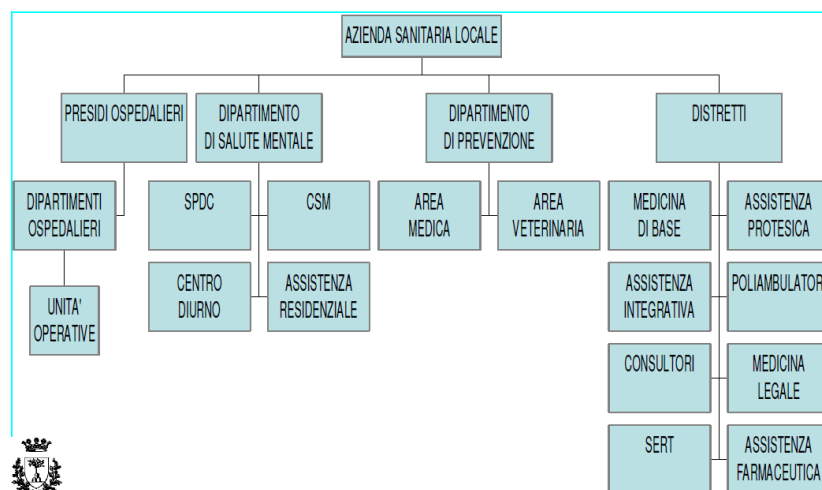 AZIENDA SANITARIA LOCALE
PRESIDI OSPEDALIERI
DIPARTIMENTO
DI SALUTE MENTALE
DIPARTIMENTO
DI PREVENZIONE
DISTRETTI
DIPARTIMENTI
OSPEDALIERI
SPDC
CSM
AREA
MEDICA
AREA
VETERINARIA
MEDICINA
DI BASE
ASSISTENZA
PROTESICA
UNITA'
OPERATIVE
CENTRO
DIURNO
ASSISTENZA
RESIDENZIALE
ASSISTENZA
INTEGRATIVA
POLIAMBULATOR
CONSULTORI
MEDICINA
LEGALE
SERT
ASSISTENZA
FARMACEUTICA